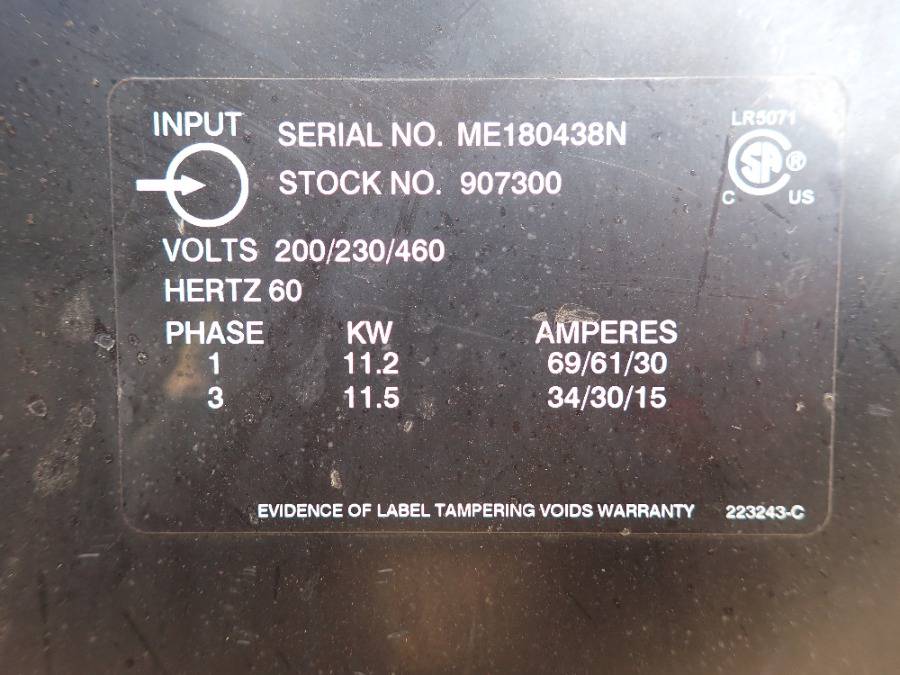 INPUT
SERIAL NO. ME180438N
STOCK NO. 907300
LR5071
SA ®
C US
VOLTS 200/230/460
HERTZ 60
PHASE KW AMPERES
1 11.2 69/61/30
3 11.5 34/30/15
EVIDENCE OF LABEL TAMPERING VOIDS WARRANTY 223243-C